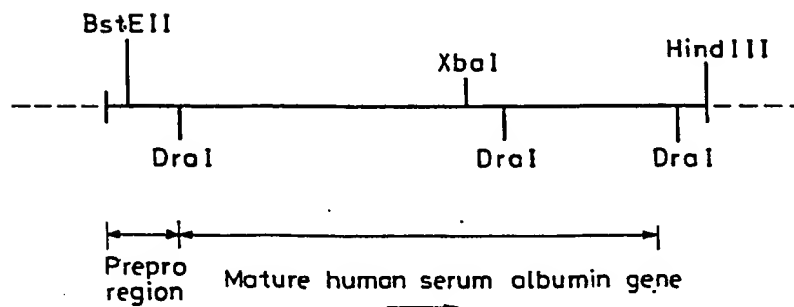 BstEII
XbaI
HindIII
DraI
DraI
DraI
Prepro
region
Mature human serum albumin gene